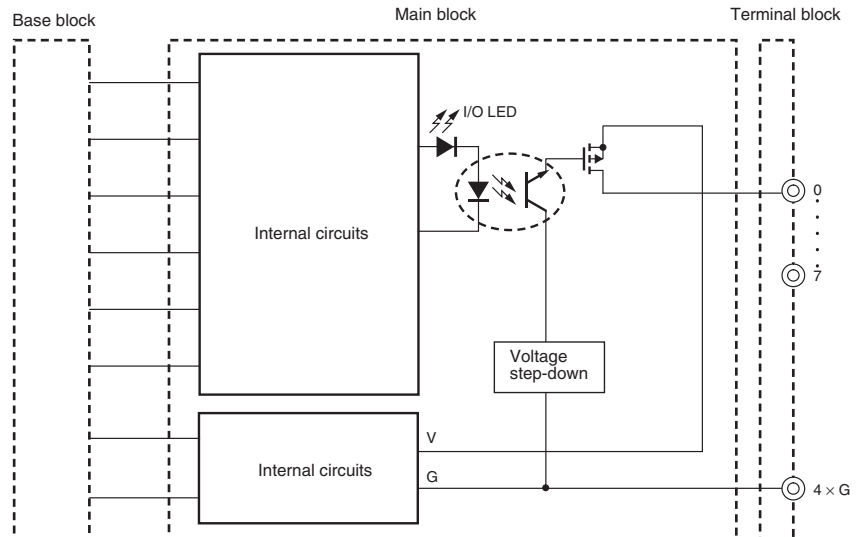 Base block
Main block
Terminal block
I/O LED
Internal circuits
0
7
Voltage
step-down
V
Internal circuits
G
4 × G